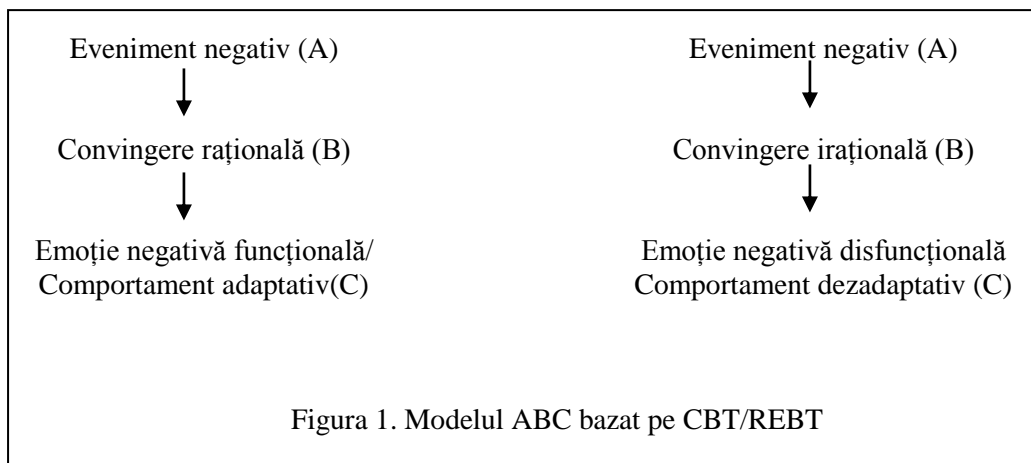 Eveniment negativ (A)
Convingere rațională (B)
Emoție negativă funcțională/
Comportament adaptativ(C)
Eveniment negativ (A)
Convingere irațională (B)
Emoție negativă disfuncțională
Comportament dezadaptativ (C)
Figura 1. Modelul ABC bazat pe CBT/REBT